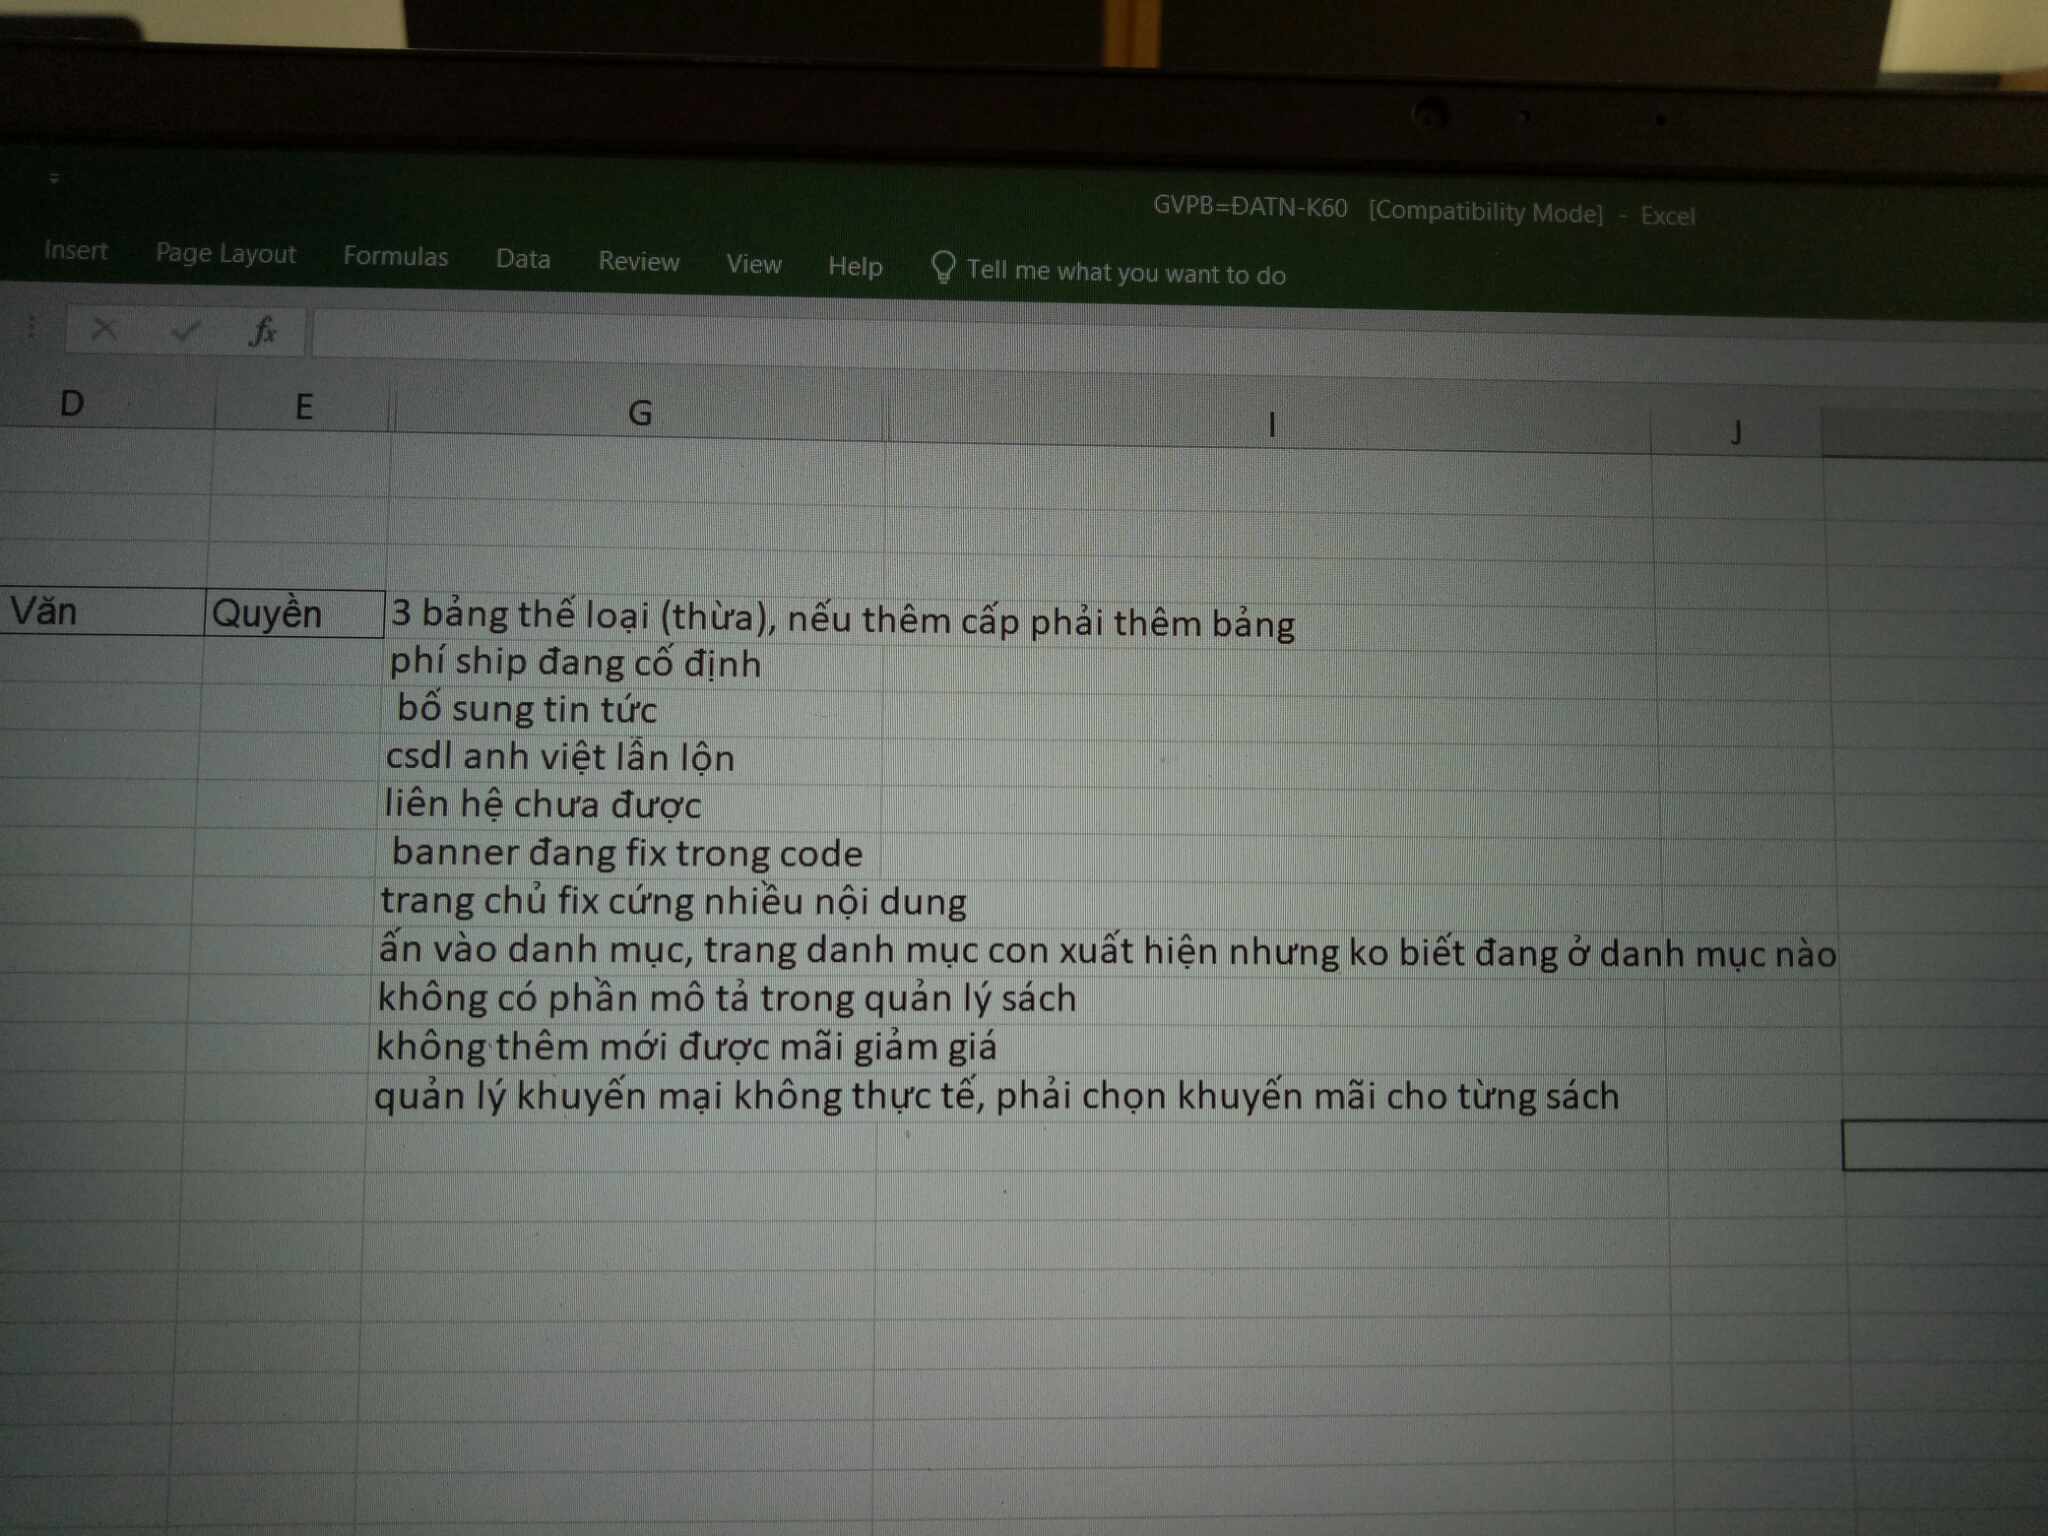 GVPB=ĐATN-K60 [Compatibility Mode] - Excel
Insert Page Layout Formulas Data Review View Help Tell me what you want to do
fx
D E G I J
Văn Quyền 3 bảng thể loại (thừa), nếu thêm cấp phải thêm bảng
phí ship đang cố định
bổ sung tin tức
csdl anh việt lẫn lộn
liên hệ chưa được
banner đang fix trong code
trang chủ fix cứng nhiều nội dung
ấn vào danh mục, trang danh mục con xuất hiện nhưng ko biết đang ở danh mục nào
không có phần mô tả trong quản lý sách
không thêm mới được mãi giảm giá
quản lý khuyến mại không thực tế, phải chọn khuyến mãi cho từng sách